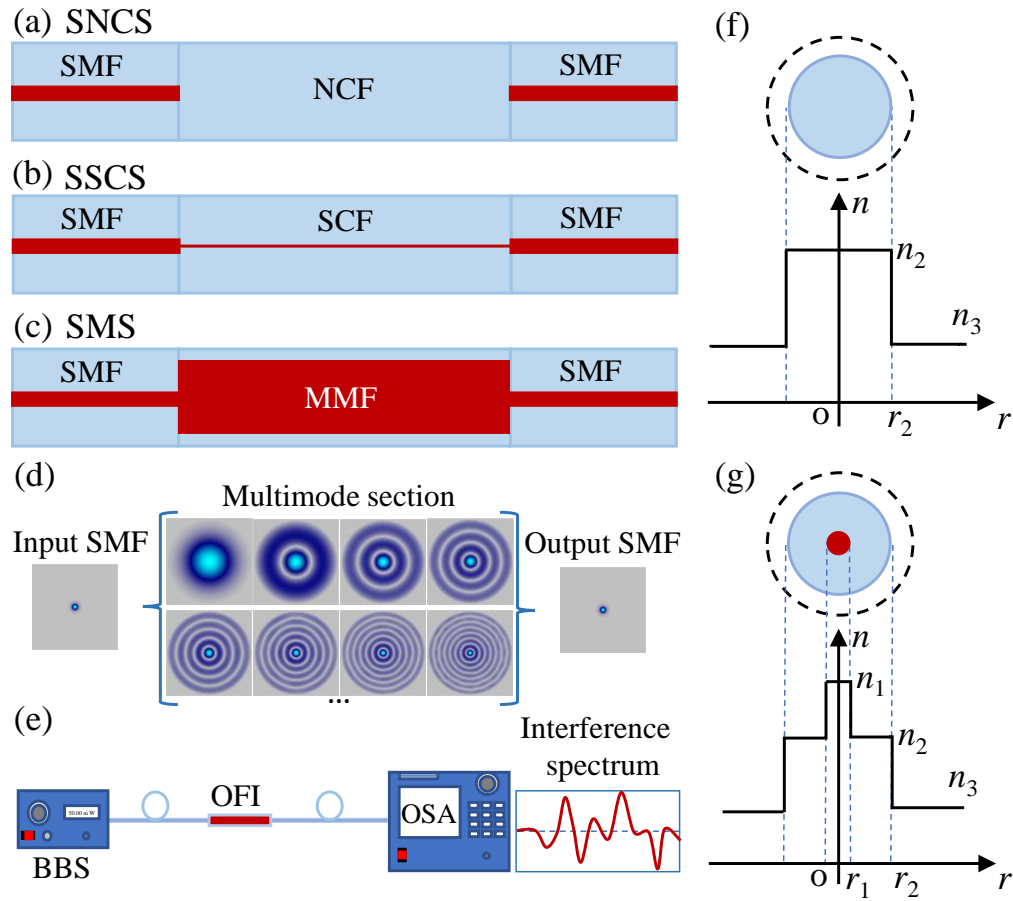 (a) SNCS
SMF
NCF
SMF
(b) SSCS
SMF
SCF
SMF
(c) SMS
SMF
MMF
SMF
(d)
Multimode section
Input SMF
Output SMF
...
(e)
BBS
50.00 m W
OFI
OSA
Interference
spectrum
(f)
n
n₂
n₃
o
r₂
r
(g)
n
n₁
n₂
n₃
o
r₁
r₂
r